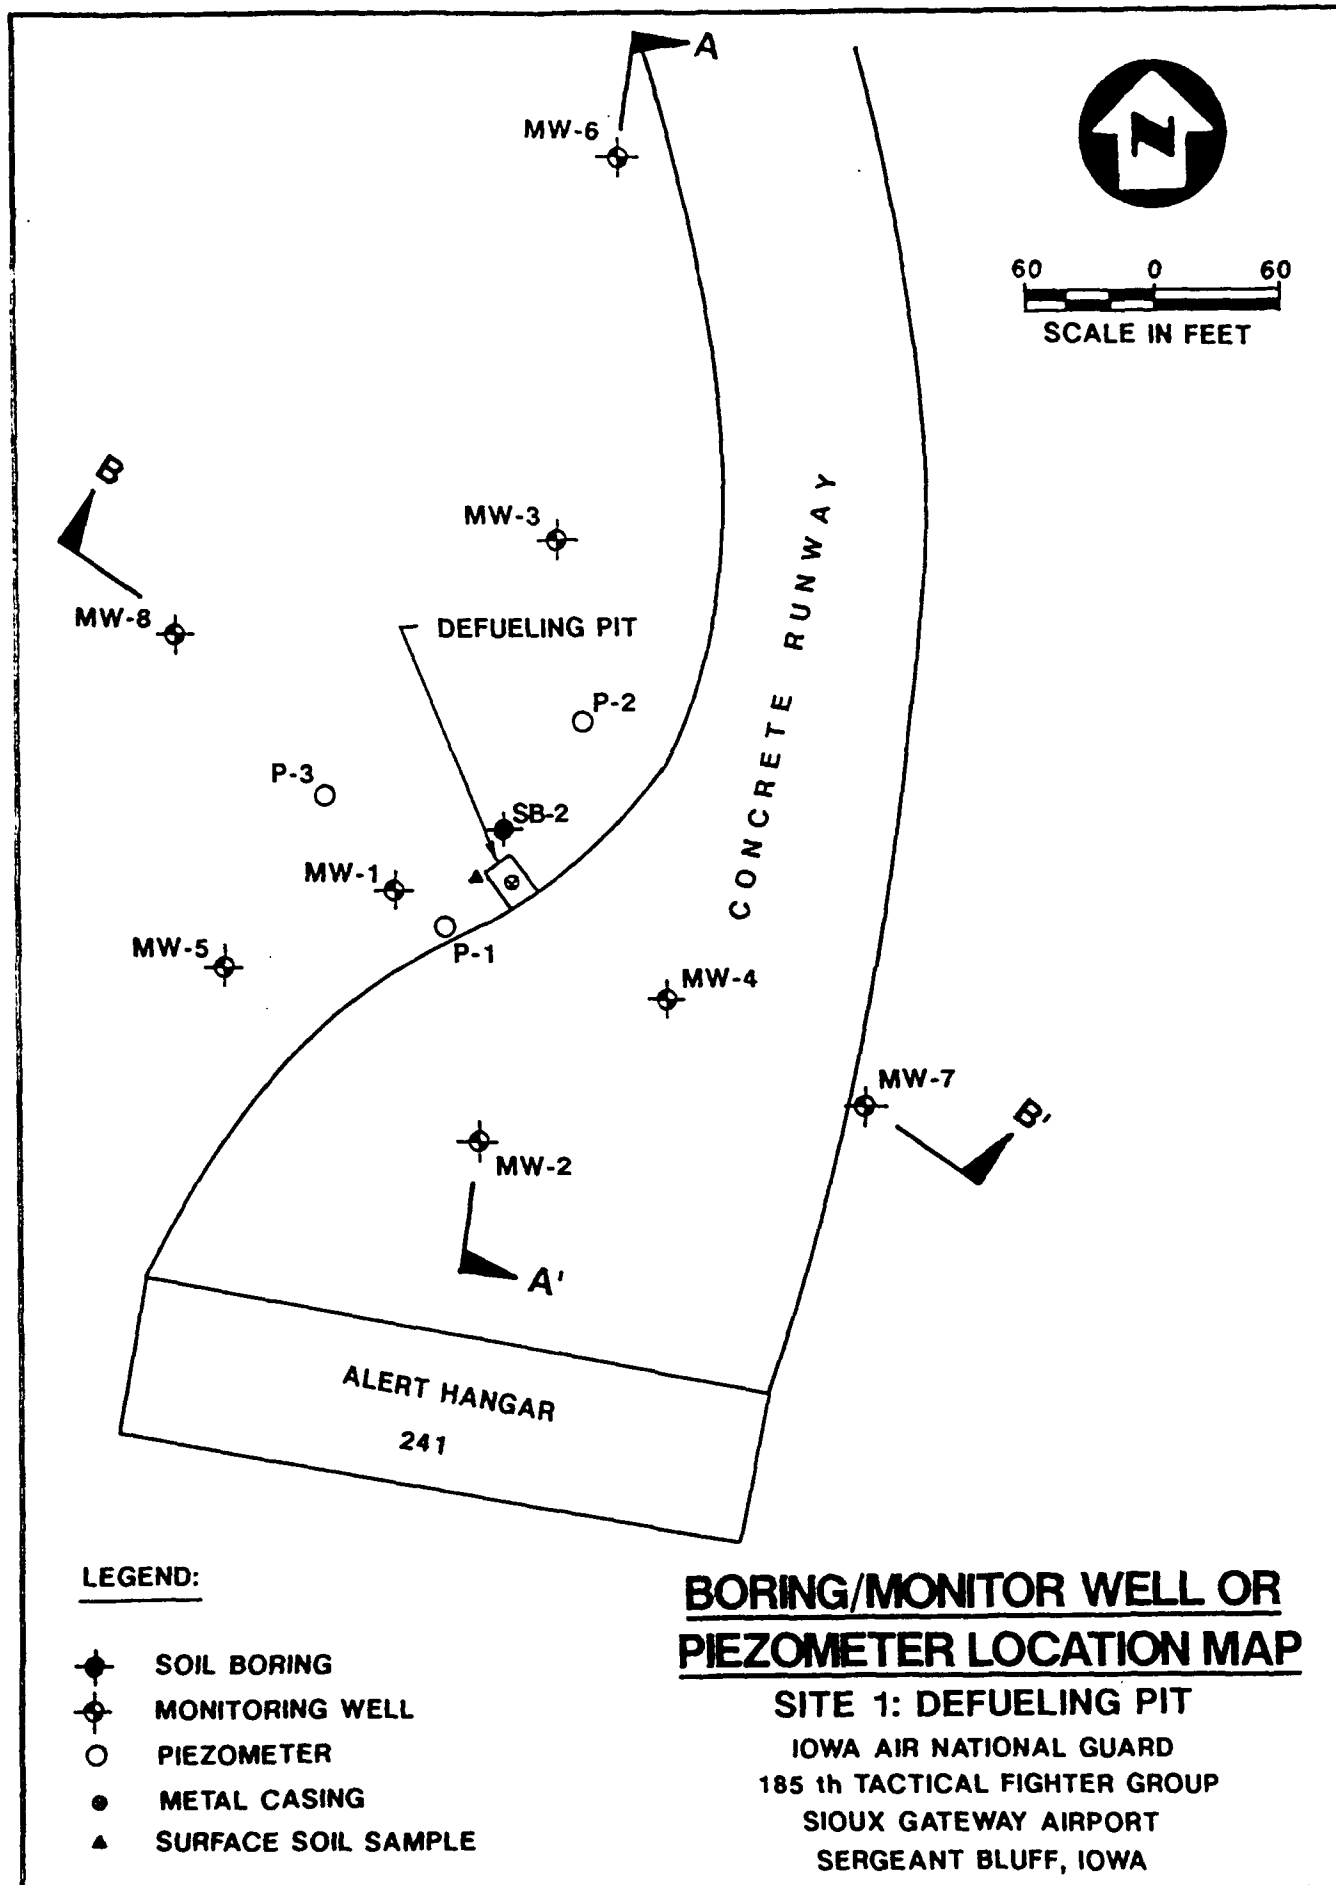 A
MW-6
N
60 0 60
SCALE IN FEET
B
MW-3
MW-8
DEFUELING PIT
CONCRETE RUNWAY
P-2
P-3
SB-2
MW-1
P-1
MW-5
MW-4
MW-7
B'
MW-2
A'
ALERT HANGAR
241
LEGEND:
SOIL BORING
MONITORING WELL
PIEZOMETER
METAL CASING
SURFACE SOIL SAMPLE
BORING/MONITOR WELL OR
PIEZOMETER LOCATION MAP
SITE 1: DEFUELING PIT
IOWA AIR NATIONAL GUARD
185 th TACTICAL FIGHTER GROUP
SIOUX GATEWAY AIRPORT
SERGEANT BLUFF, IOWA